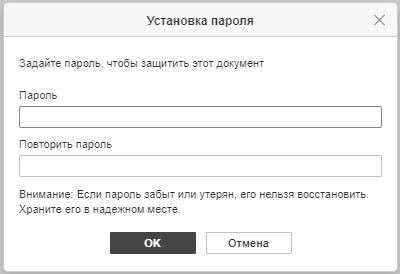 Установка пароля
Задайте пароль, чтобы защитить этот документ
Пароль
Повторить пароль
Внимание: Если пароль забыт или утерян, его нельзя восстановить.
Храните его в надежном месте.
OK
Отмена